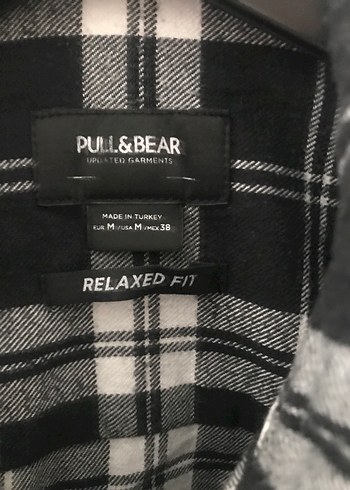 PULL&BEAR
UPDATED GARMENTS
MADE IN TURKEY
EUR M//USA M//MEX 38
RELAXED FIT